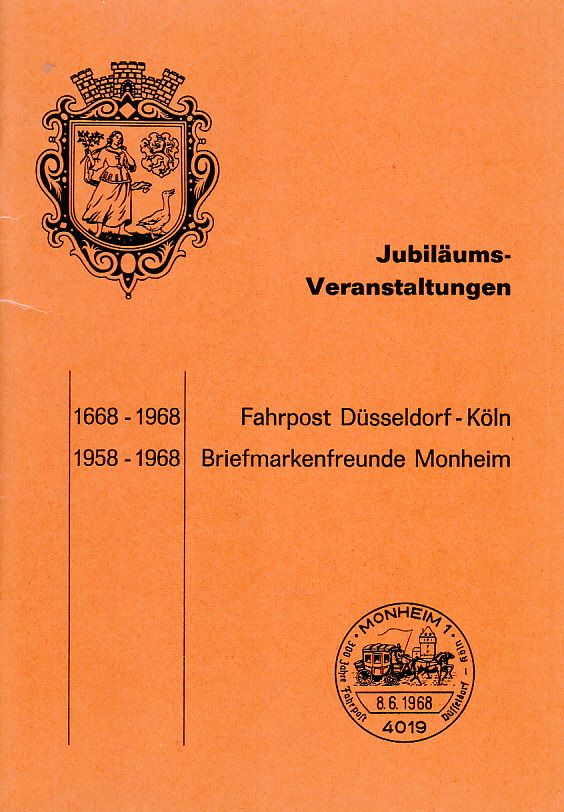 Jubiläums-
Veranstaltungen
1668 - 1968 Fahrpost Düsseldorf - Köln
1958 - 1968 Briefmarkenfreunde Monheim
· MONHEIM 1 ·
300 Jahre Fahrpost Düsseldorf – Köln
8.6.1968
4019